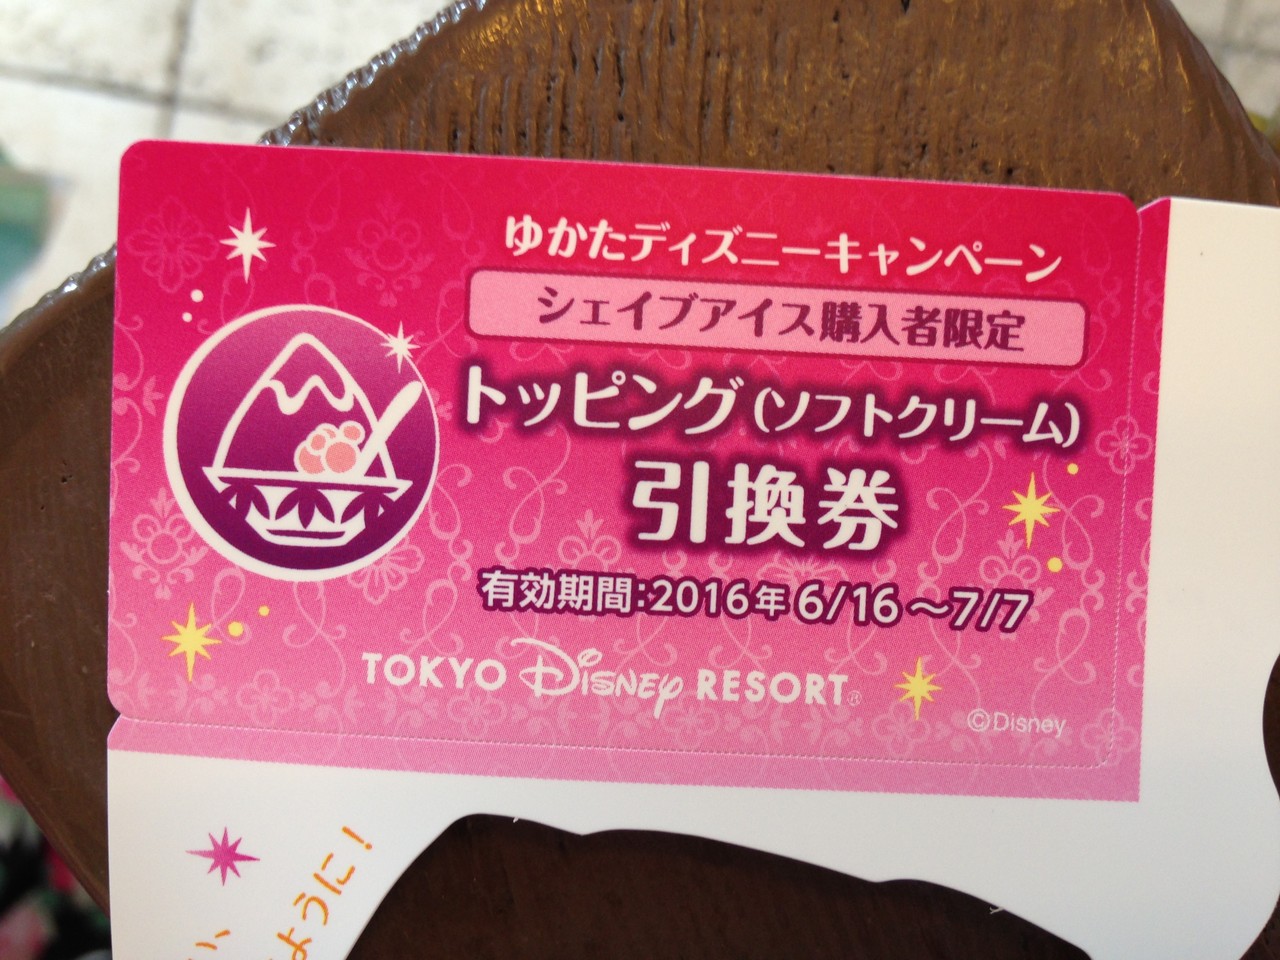 ゆかたディズニーキャンペーン
シェイブアイス購入者限定
トッピング(ソフトクリーム)
引換券
有効期間:2016年6/16〜7/7
TOKYO Disney RESORT®
©Disney
い、
ように!